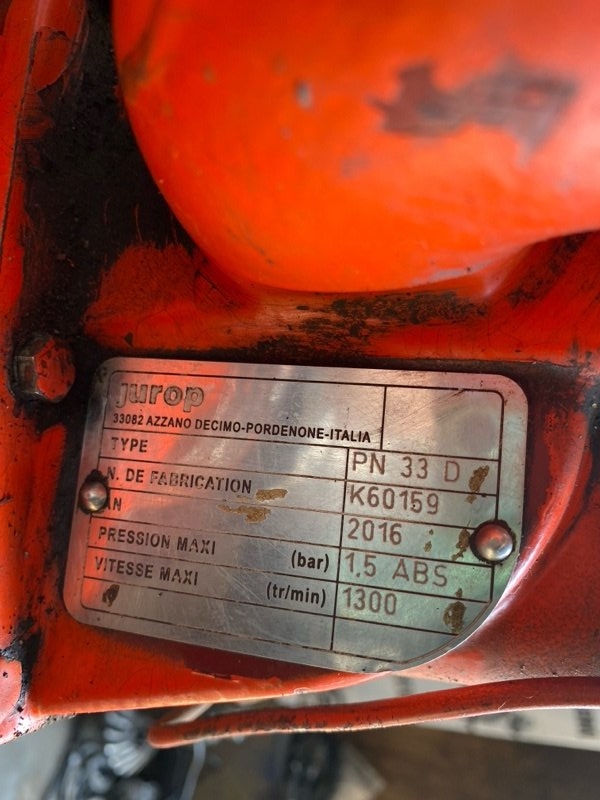 jurop
33082 AZZANO DECIMO-PORDENONE-ITALIA
TYPE PN 33 D
N. DE FABRICATION K60159
AN 2016
PRESSION MAXI (bar) 1.5 ABS
VITESSE MAXI (tr/min) 1300